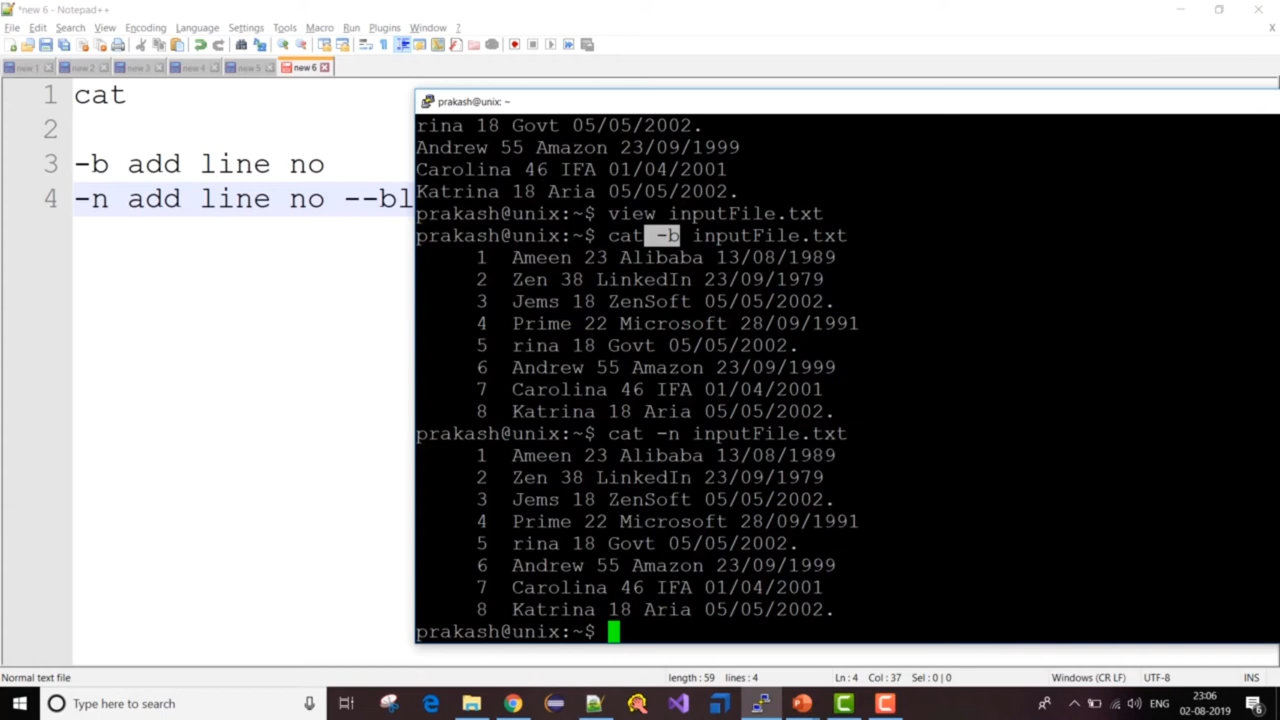 *new 6 - Notepad++
File Edit Search View Encoding Language Settings Tools Macro Run Plugins Window ?
X
new 1 new 2 new 3 new 4 new 5 new 6
1 cat
2
3 -b add line no
4 -n add line no --bl
prakash@unix: ~
rina 18 Govt 05/05/2002.
Andrew 55 Amazon 23/09/1999
Carolina 46 IFA 01/04/2001
Katrina 18 Aria 05/05/2002.
prakash@unix:~$ view inputFile.txt
prakash@unix:~$ cat -b inputFile.txt
1 Ameen 23 Alibaba 13/08/1989
2 Zen 38 LinkedIn 23/09/1979
3 Jems 18 ZenSoft 05/05/2002.
4 Prime 22 Microsoft 28/09/1991
5 rina 18 Govt 05/05/2002.
6 Andrew 55 Amazon 23/09/1999
7 Carolina 46 IFA 01/04/2001
8 Katrina 18 Aria 05/05/2002.
prakash@unix:~$ cat -n inputFile.txt
1 Ameen 23 Alibaba 13/08/1989
2 Zen 38 LinkedIn 23/09/1979
3 Jems 18 ZenSoft 05/05/2002.
4 Prime 22 Microsoft 28/09/1991
5 rina 18 Govt 05/05/2002.
6 Andrew 55 Amazon 23/09/1999
7 Carolina 46 IFA 01/04/2001
8 Katrina 18 Aria 05/05/2002.
prakash@unix:~$
Normal text file length : 59 lines : 4 Ln : 4 Col : 37 Sel : 0 | 0 Windows (CR LF) UTF-8 INS
Type here to search
ENG
23:06
02-08-2019
6